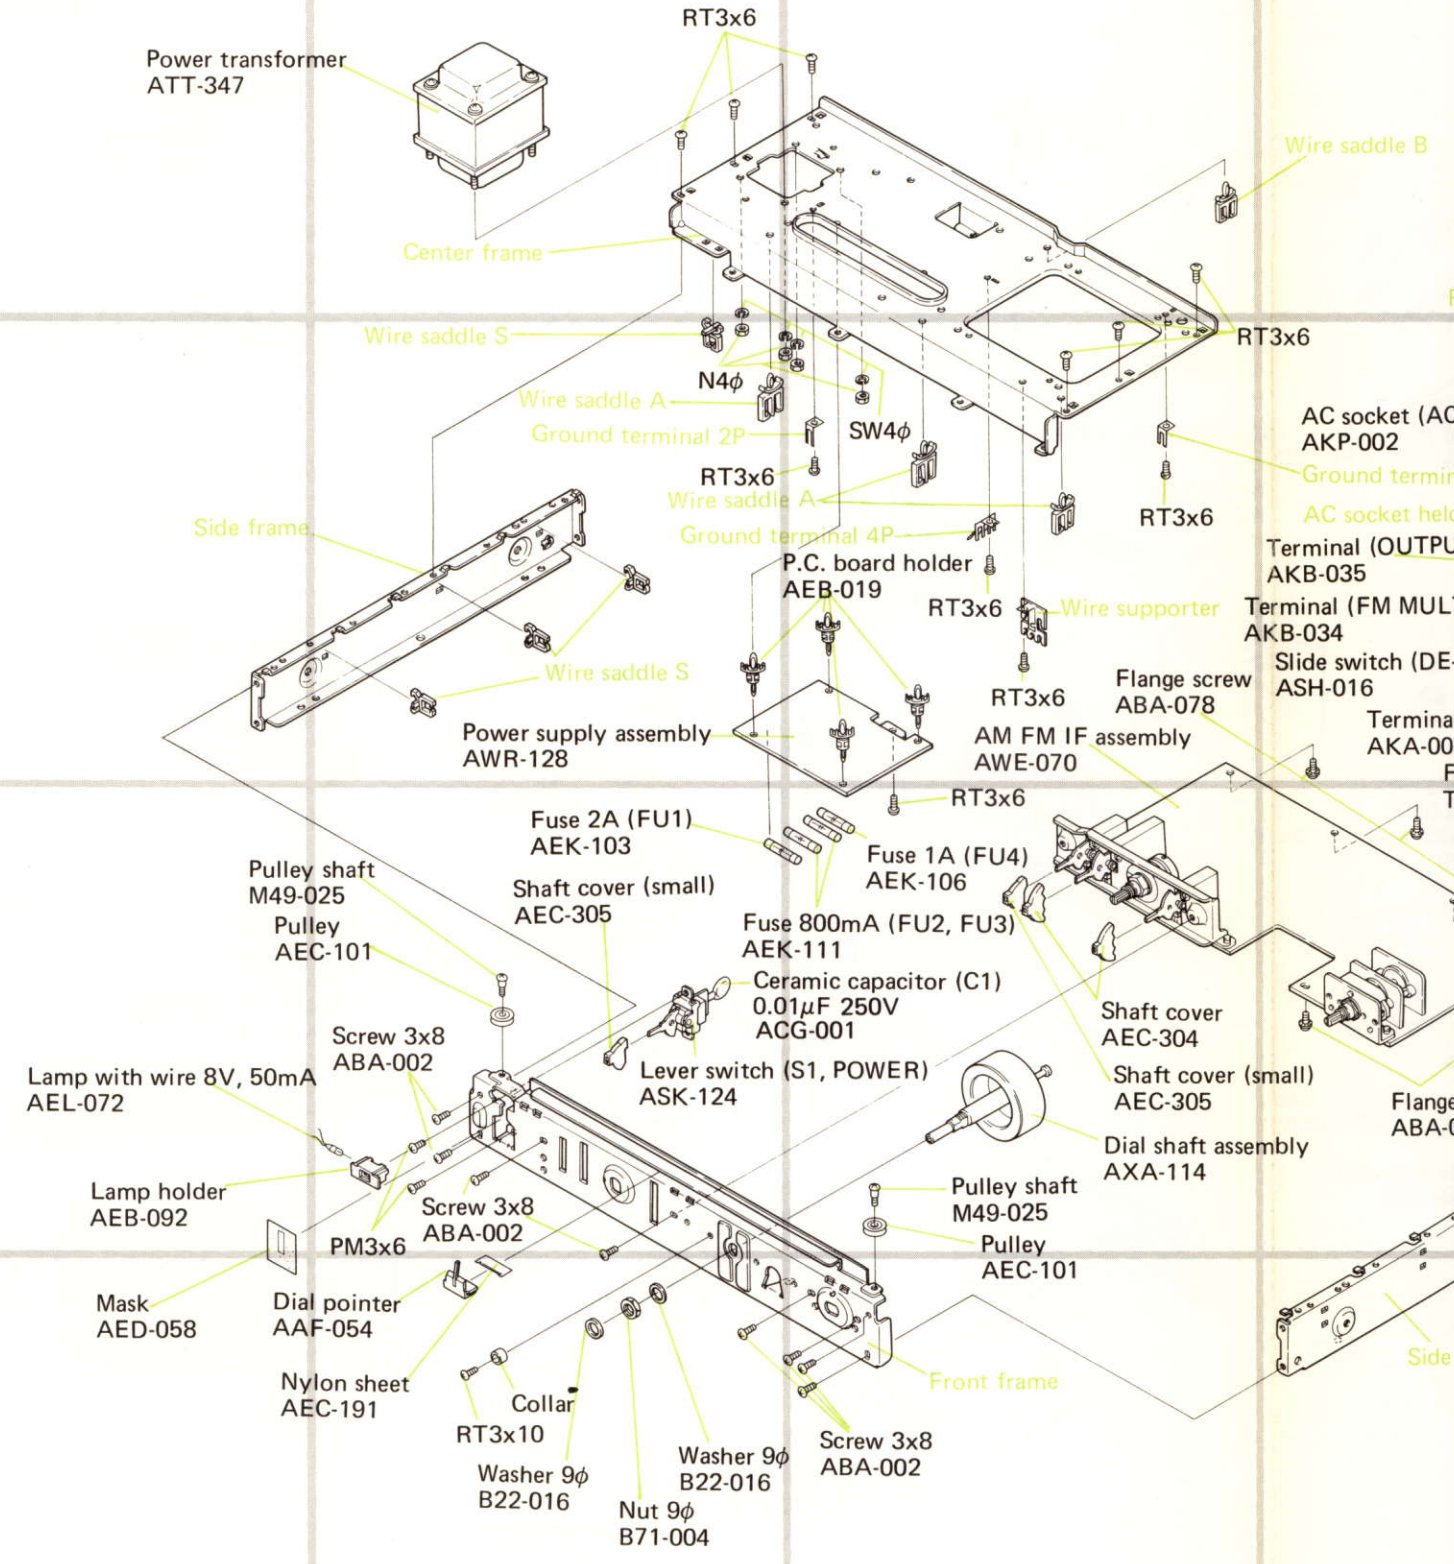 RT3x6
Power transformer
ATT-347
Wire saddle B
Center frame
Wire saddle S
RT3x6
N4φ
Wire saddle A
SW4φ
Ground terminal 2P
AC socket (AC
AKP-002
RT3x6
Wire saddle A
Ground termin
RT3x6
AC socket hel
Side frame
Ground terminal 4P
Terminal (OUTPU
AKB-035
P.C. board holder
AEB-019
RT3x6
Wire supporter
Terminal (FM MUL
AKB-034
Slide switch (DE-
ASH-016
Wire saddle S
RT3x6
Flange screw
ABA-078
Termina
AKA-00
Power supply assembly
AWR-128
AM FM IF assembly
AWE-070
F
T
RT3x6
Fuse 2A (FU1)
AEK-103
Fuse 1A (FU4)
AEK-106
Pulley shaft
M49-025
Shaft cover (small)
AEC-305
Fuse 800mA (FU2, FU3)
AEK-111
Pulley
AEC-101
Ceramic capacitor (C1)
0.01μF 250V
ACG-001
Shaft cover
AEC-304
Screw 3x8
ABA-002
Lever switch (S1, POWER)
ASK-124
Shaft cover (small)
AEC-305
Lamp with wire 8V, 50mA
AEL-072
Flange
ABA-0
Dial shaft assembly
AXA-114
Lamp holder
AEB-092
Screw 3x8
ABA-002
Pulley shaft
M49-025
PM3x6
Pulley
AEC-101
Mask
AED-058
Dial pointer
AAF-054
Side
Nylon sheet
AEC-191
Front frame
Collar
RT3x10
Washer 9φ
B22-016
Screw 3x8
ABA-002
Washer 9φ
B22-016
Nut 9φ
B71-004